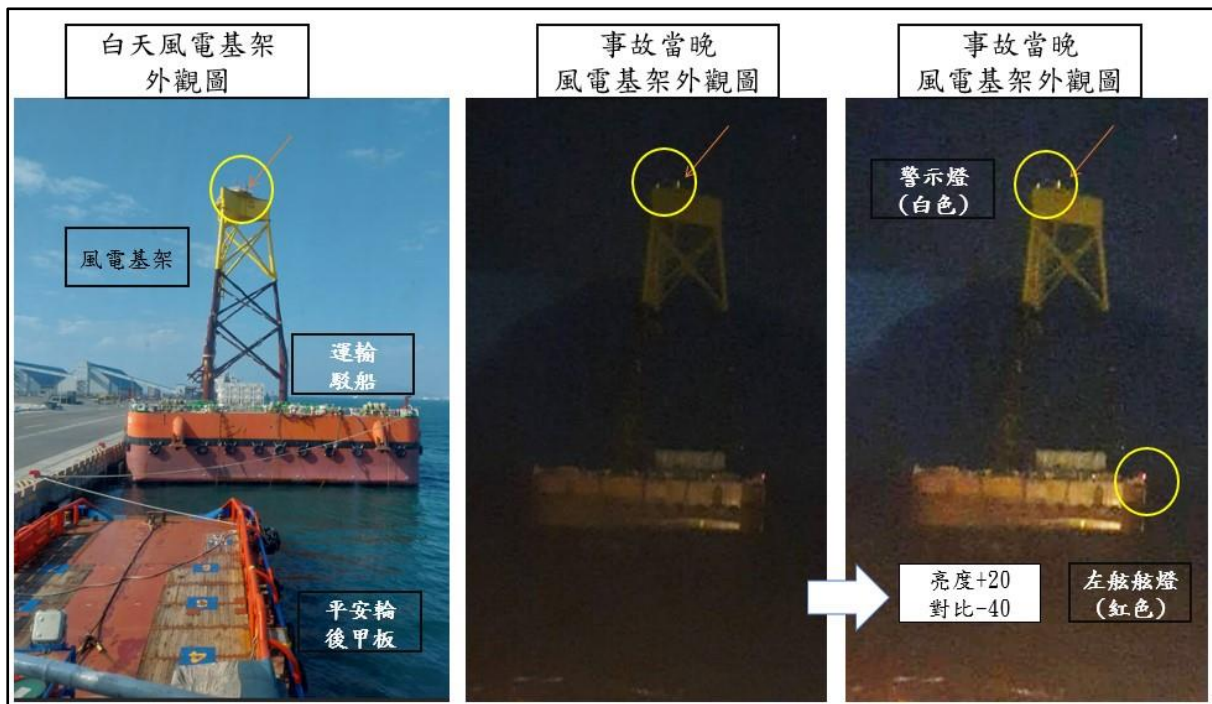 白天風電基架
外觀圖
事故當晚
風電基架外觀圖
事故當晚
風電基架外觀圖
風電基架
運輸
駁船
平安輪
後甲板
警示燈
(白色)
亮度+20
對比-40
左舷舷燈
(紅色)